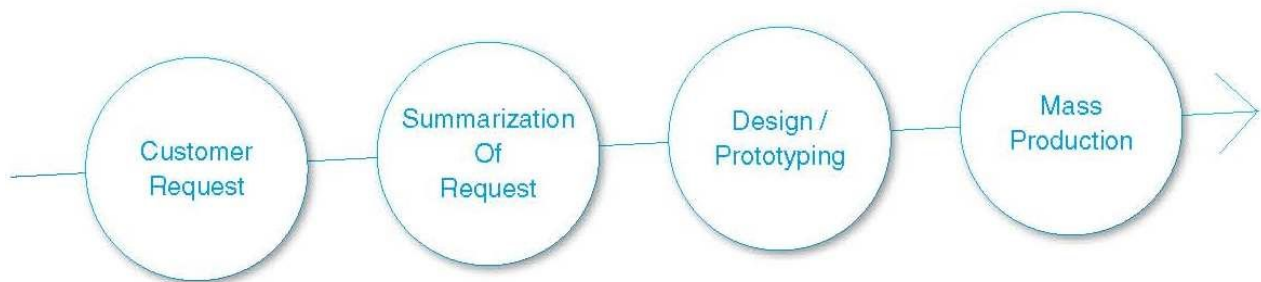 Customer
Request
Summarization
Of
Request
Design /
Prototyping
Mass
Production